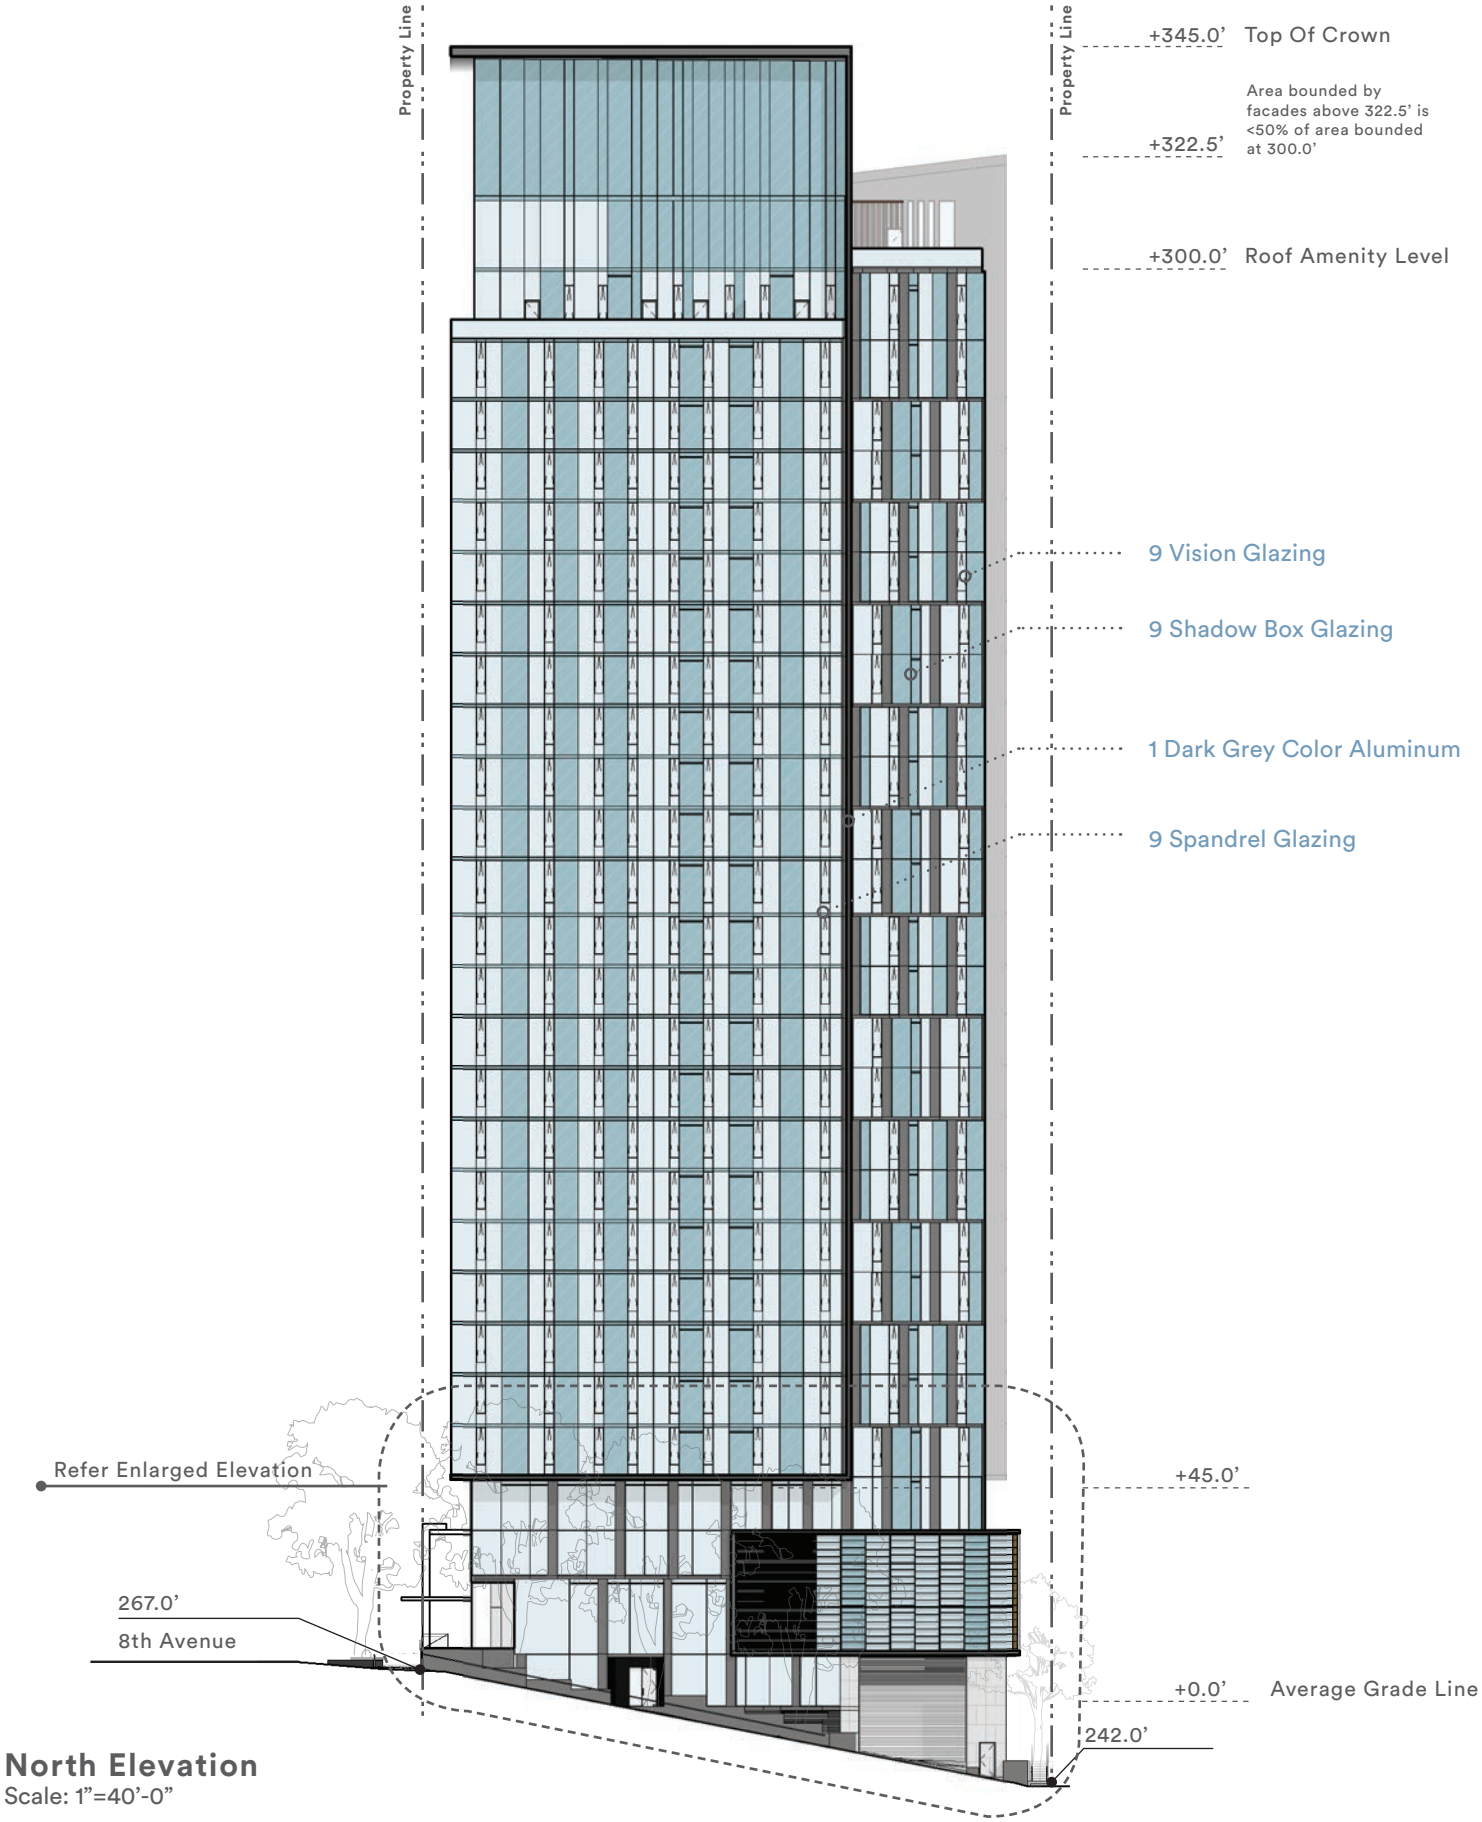 Property Line
Property Line
+345.0’ Top Of Crown
Area bounded by
facades above 322.5’ is
<50% of area bounded
at 300.0’
+322.5’
+300.0’ Roof Amenity Level
9 Vision Glazing
9 Shadow Box Glazing
1 Dark Grey Color Aluminum
9 Spandrel Glazing
Refer Enlarged Elevation
+45.0’
267.0’
8th Avenue
+0.0’ Average Grade Line
242.0’
North Elevation
Scale: 1”=40’-0”